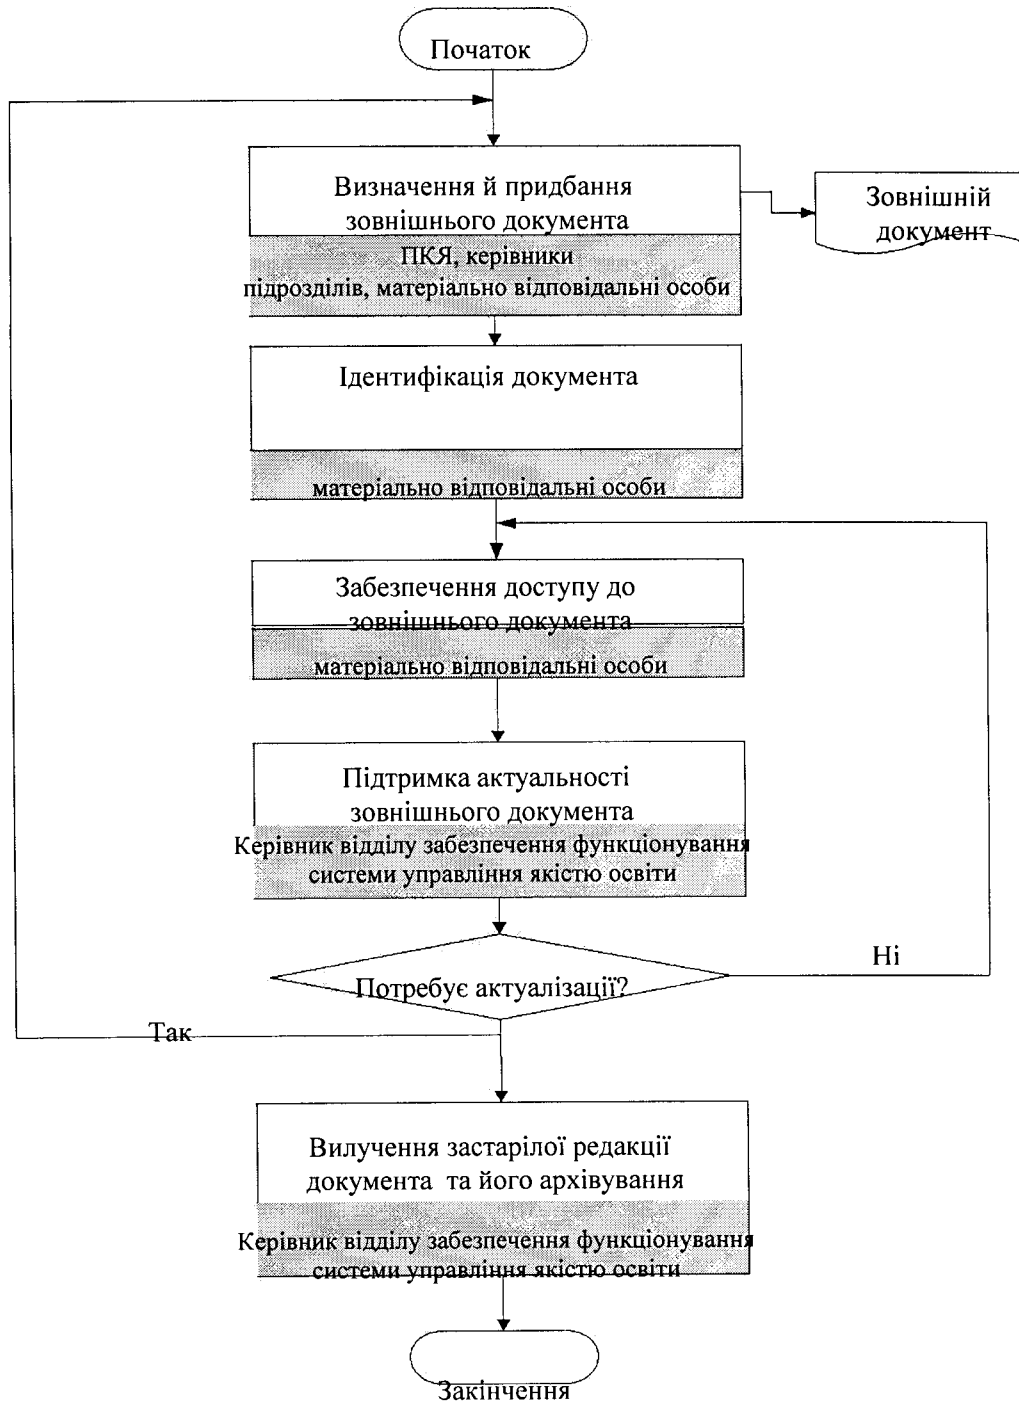 Початок
Визначення й придбання
зовнішнього документа
Зовнішній
документ
ПКЯ, керівники
підрозділів, матеріально відповідальні особи
Ідентифікація документа
матеріально відповідальні особи
Забезпечення доступу до
зовнішнього документа
матеріально відповідальні особи
Підтримка актуальності
зовнішнього документа
Керівник відділу забезпечення функціонування
системи управління якістю освіти
Ні
Потребує актуалізації?
Так
Вилучення застарілої редакції
документа та його архівування
Керівник відділу забезпечення функціонування
системи управління якістю освіти
Закінчення